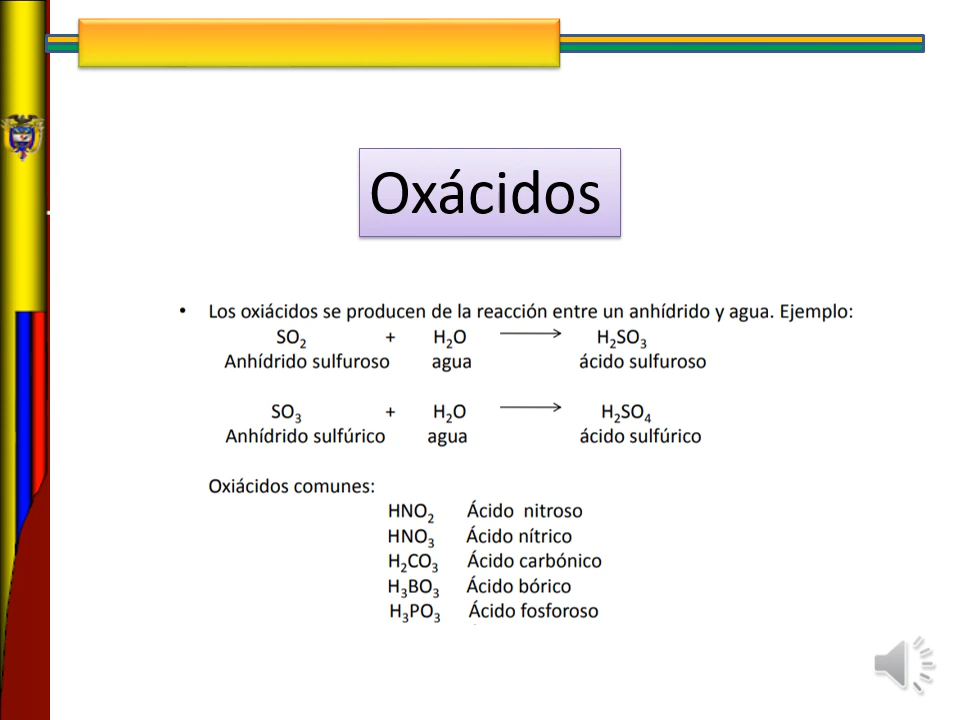 Oxácidos
• Los oxiácidos se producen de la reacción entre un anhídrido y agua. Ejemplo:
SO₂ + H₂O ⟶ H₂SO₃
Anhídrido sulfuroso agua ácido sulfuroso
SO₃ + H₂O ⟶ H₂SO₄
Anhídrido sulfúrico agua ácido sulfúrico
Oxiácidos comunes:
HNO₂ Ácido nitroso
HNO₃ Ácido nítrico
H₂CO₃ Ácido carbónico
H₃BO₃ Ácido bórico
H₃PO₃ Ácido fosforoso